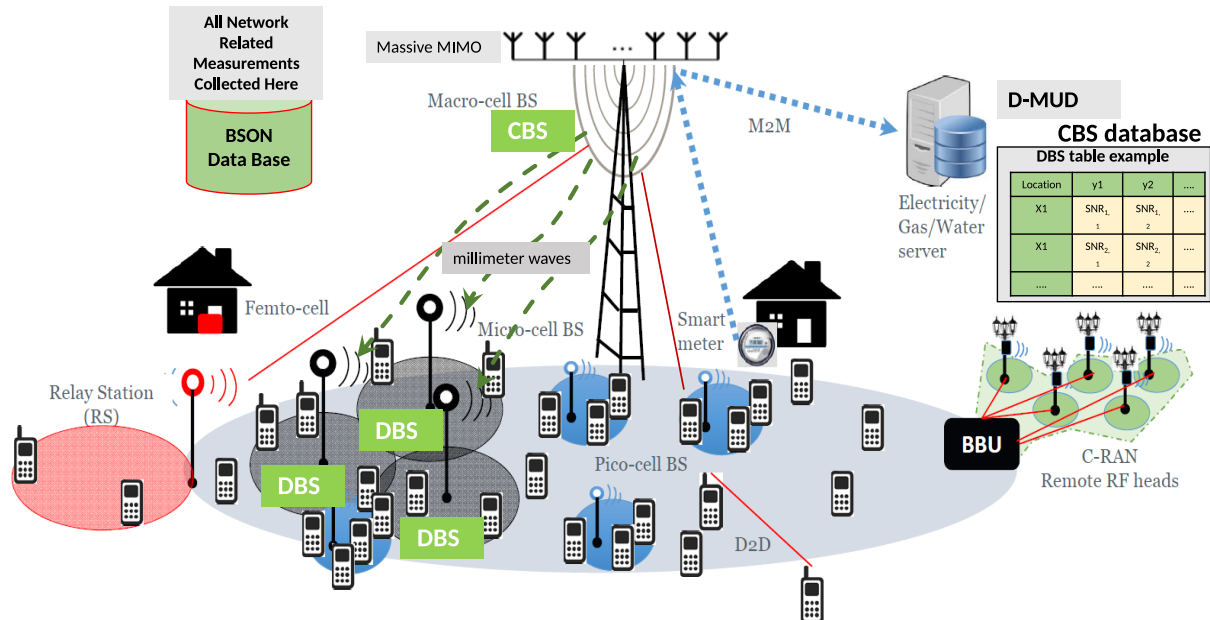 All Network
Related
Measurements
Collected Here
BSON
Data Base
Massive MIMO
...
Macro-cell BS
CBS
M2M
D-MUD
CBS database
DBS table example
Location y1 y2 ....
X1 SNR1,1 SNR1,2 ....
X1 SNR2,1 SNR2,2 ....
.... .... .... ....
Electricity/
Gas/Water
server
millimeter waves
Femto-cell
Micro-cell BS
Smart
meter
Relay Station
(RS)
DBS
DBS
DBS
Pico-cell BS
D2D
BBU
C-RAN
Remote RF heads